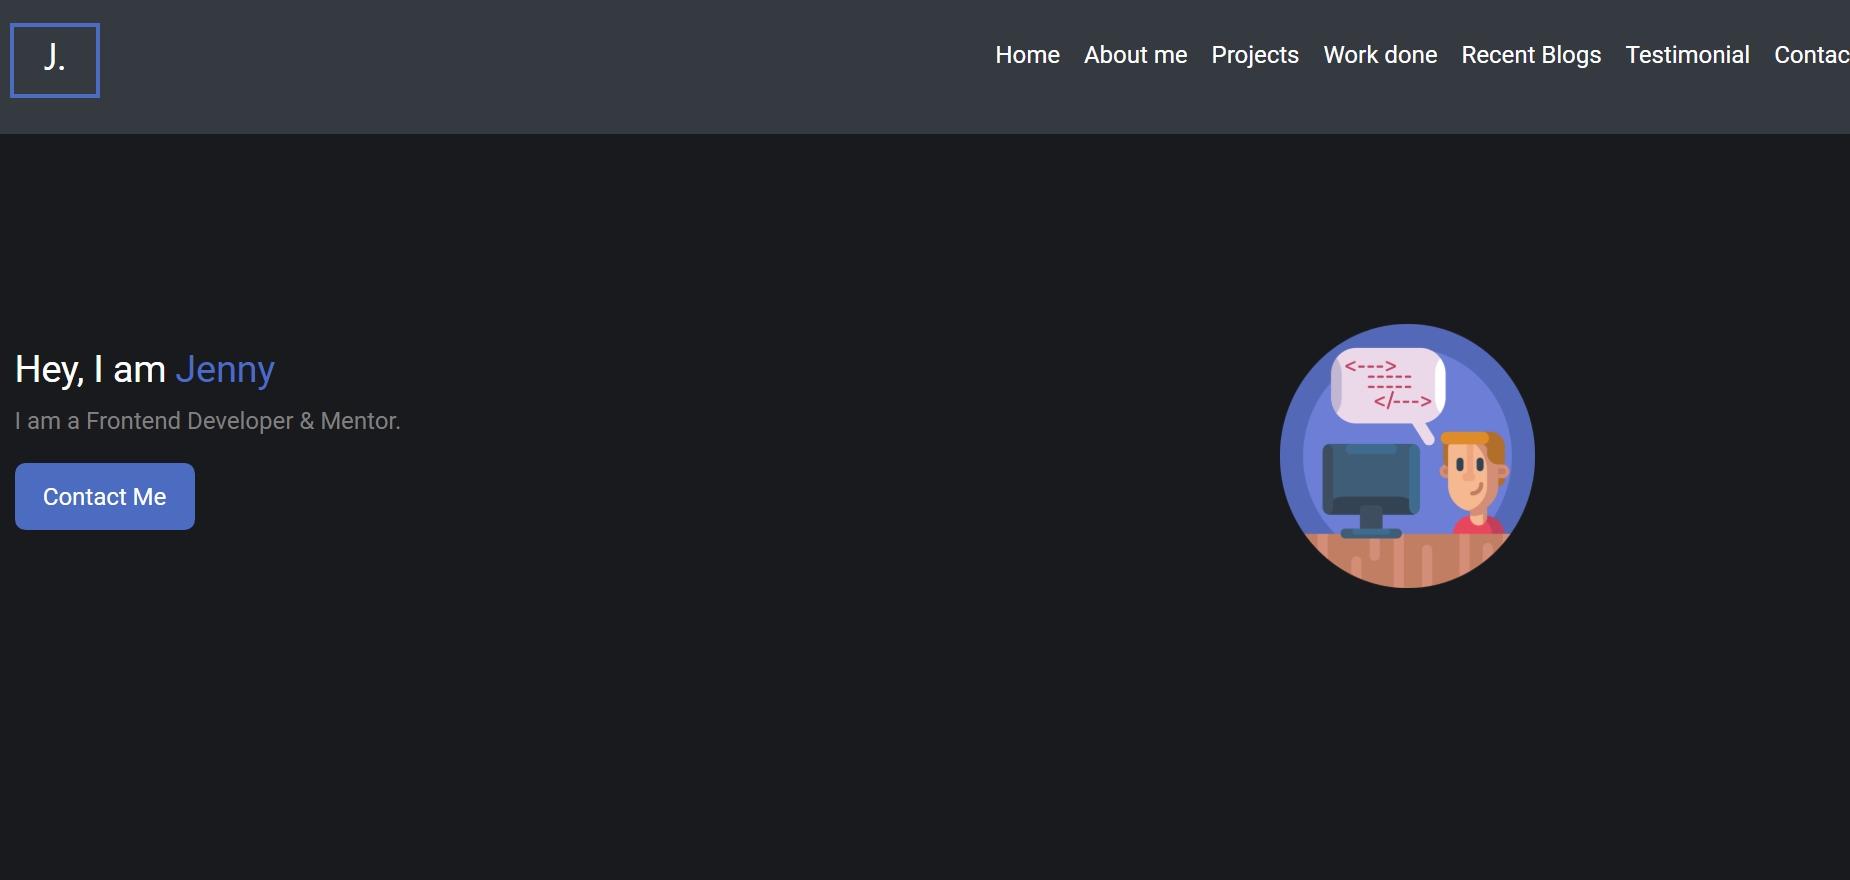 J.
Home About me Projects Work done Recent Blogs Testimonial Contac
Hey, I am Jenny
I am a Frontend Developer & Mentor.
Contact Me
<--->
-----
-----
</--->